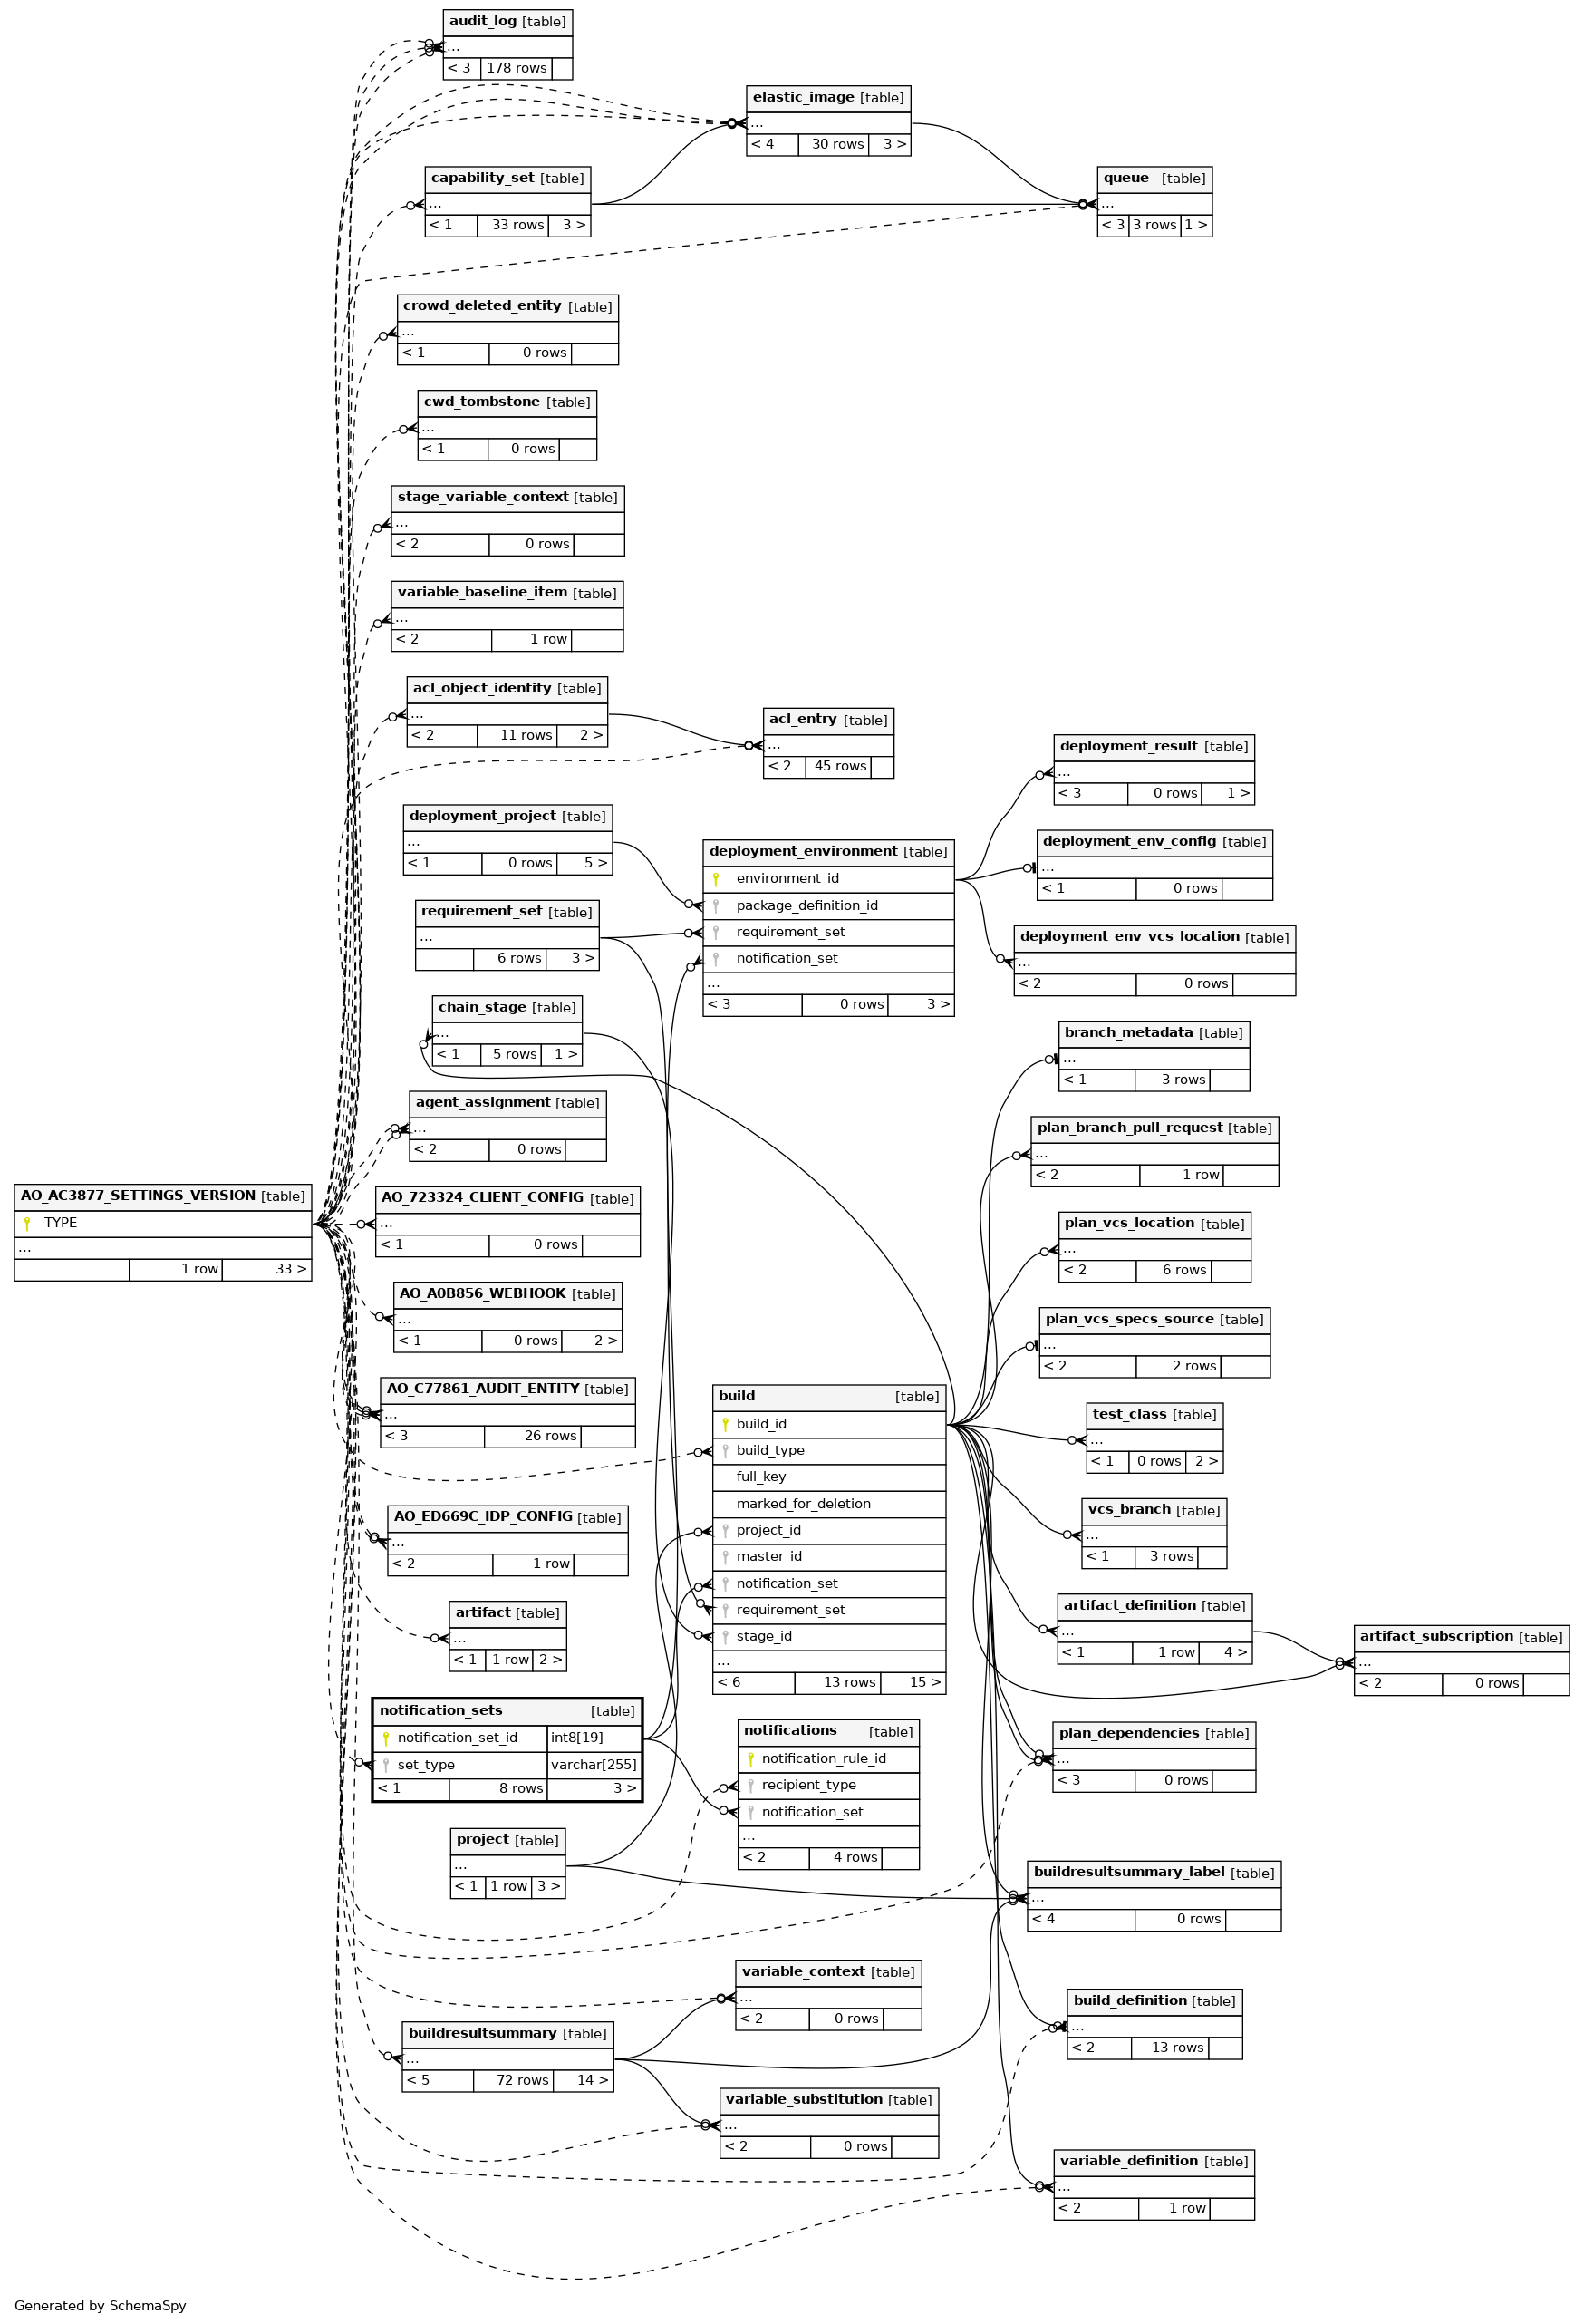 audit_log [table]
...
< 3 178 rows
elastic_image [table]
...
< 4 30 rows 3 >
capability_set [table]
...
< 1 33 rows 3 >
queue [table]
...
< 3 3 rows 1 >
crowd_deleted_entity [table]
...
< 1 0 rows
cwd_tombstone [table]
...
< 1 0 rows
stage_variable_context [table]
...
< 2 0 rows
variable_baseline_item [table]
...
< 2 1 row
acl_object_identity [table]
...
< 2 11 rows 2 >
acl_entry [table]
...
< 2 45 rows
deployment_result [table]
...
< 3 0 rows 1 >
deployment_project [table]
...
< 1 0 rows 5 >
deployment_environment [table]
environment_id
package_definition_id
requirement_set
notification_set
...
< 3 0 rows 3 >
deployment_env_config [table]
...
< 1 0 rows
requirement_set [table]
...
6 rows 3 >
deployment_env_vcs_location [table]
...
< 2 0 rows
chain_stage [table]
...
< 1 5 rows 1 >
branch_metadata [table]
...
< 1 3 rows
agent_assignment [table]
...
< 2 0 rows
plan_branch_pull_request [table]
...
< 2 1 row
AO_AC3877_SETTINGS_VERSION [table]
TYPE
...
1 row 33 >
AO_723324_CLIENT_CONFIG [table]
...
< 1 0 rows
plan_vcs_location [table]
...
< 2 6 rows
AO_A0B856_WEBHOOK [table]
...
< 1 0 rows 2 >
plan_vcs_specs_source [table]
...
< 2 2 rows
AO_C77861_AUDIT_ENTITY [table]
...
< 3 26 rows
build [table]
build_id
build_type
full_key
marked_for_deletion
project_id
master_id
notification_set
requirement_set
stage_id
...
< 6 13 rows 15 >
test_class [table]
...
< 1 0 rows 2 >
AO_ED669C_IDP_CONFIG [table]
...
< 2 1 row
vcs_branch [table]
...
< 1 3 rows
artifact [table]
...
< 1 1 row 2 >
artifact_definition [table]
...
< 1 1 row 4 >
artifact_subscription [table]
...
< 2 0 rows
notification_sets [table]
notification_set_id int8[19]
set_type varchar[255]
< 1 8 rows 3 >
notifications [table]
notification_rule_id
recipient_type
notification_set
...
< 2 4 rows
plan_dependencies [table]
...
< 3 0 rows
project [table]
...
< 1 1 row 3 >
buildresultsummary_label [table]
...
< 4 0 rows
variable_context [table]
...
< 2 0 rows
build_definition [table]
...
< 2 13 rows
buildresultsummary [table]
...
< 5 72 rows 14 >
variable_substitution [table]
...
< 2 0 rows
variable_definition [table]
...
< 2 1 row
Generated by SchemaSpy